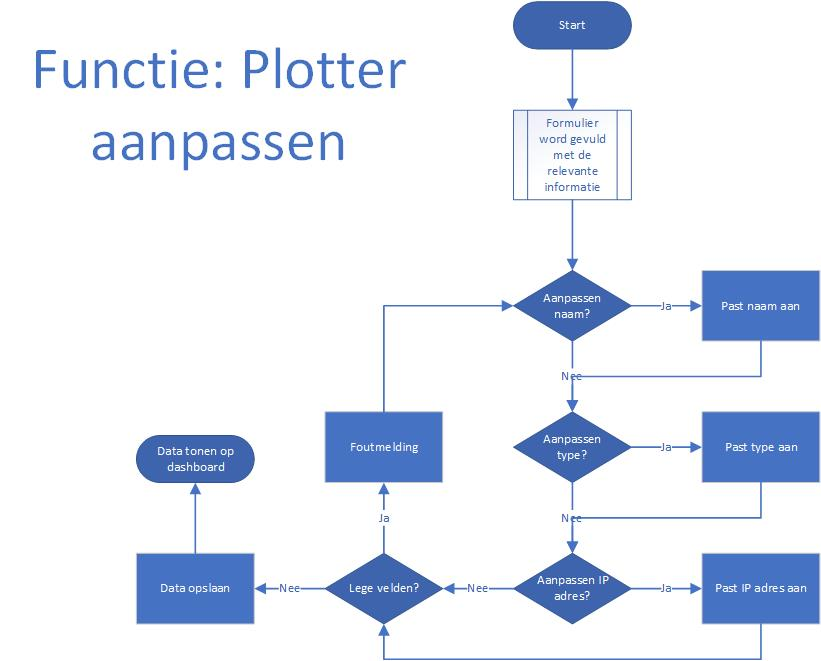 Functie: Plotter
aanpassen
Start
Formulier
word gevuld
met de
relevante
informatie
Aanpassen
naam?
Ja
Past naam aan
Nee
Aanpassen
type?
Ja
Past type aan
Nee
Aanpassen IP
adres?
Ja
Past IP adres aan
Nee
Lege velden?
Ja
Foutmelding
Nee
Data opslaan
Data tonen op
dashboard